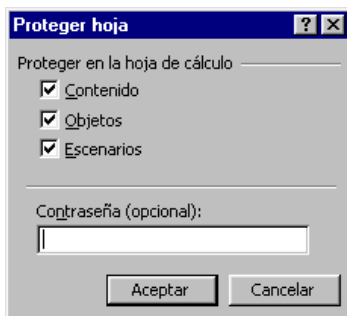 Proteger hoja
Proteger en la hoja de cálculo
Contenido
Objetos
Escenarios
Contraseña (opcional):
Aceptar
Cancelar